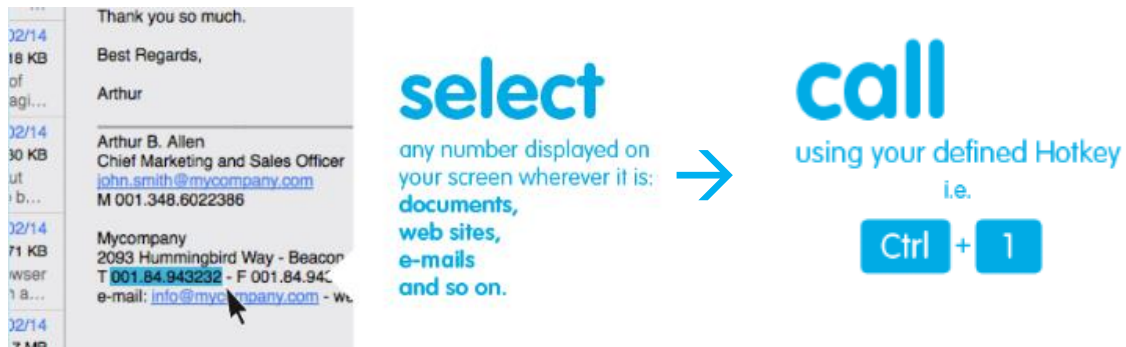 02/14
18 KB
of
agi...
02/14
30 KB
ut
b...
02/14
71 KB
wser
n a...
02/14
Thank you so much.
Best Regards,
Arthur
Arthur B. Allen
Chief Marketing and Sales Officer
john.smith@mycompany.com
M 001.348.6022386
Mycompany
2093 Hummingbird Way - Beacon
T 001.84.943232 - F 001.84.94
e-mail: info@mycompany.com - we
select
any number displayed on
your screen wherever it is:
documents,
web sites,
e-mails
and so on.
call
using your defined Hotkey
i.e.
Ctrl + 1